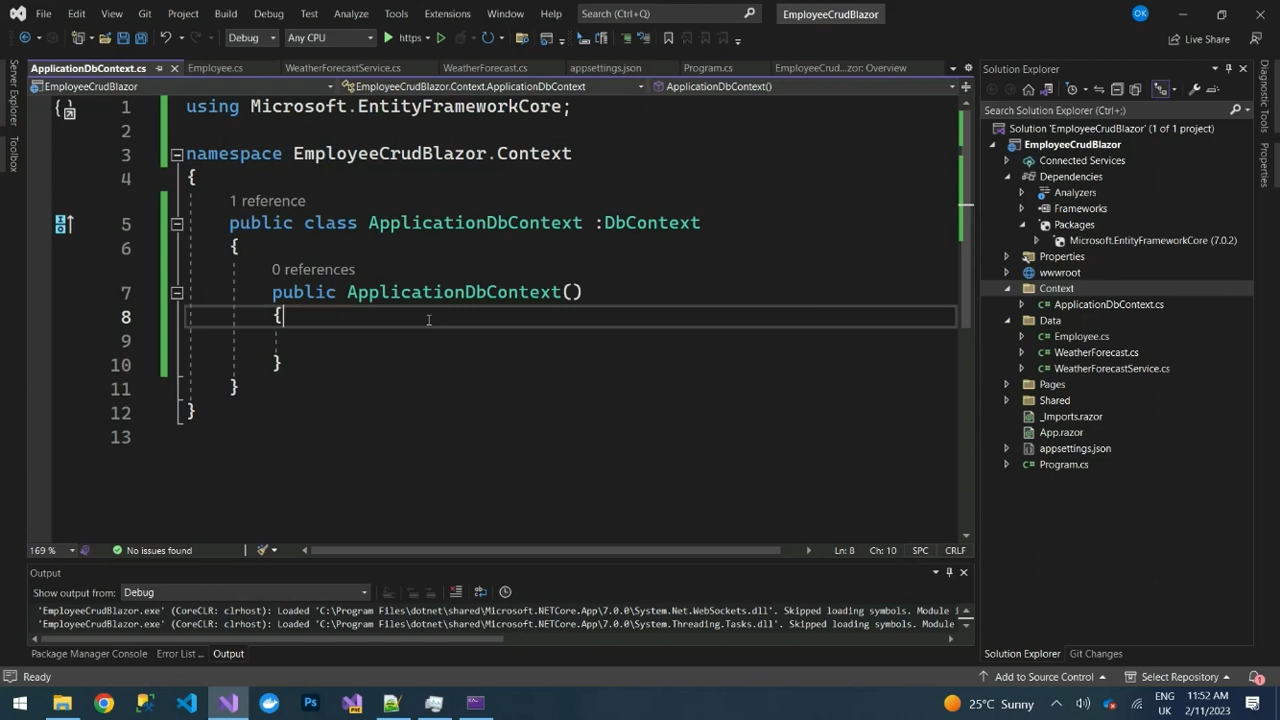 File Edit View Git Project Build Debug Test Analyze Tools Extensions Window Help Search (Ctrl+Q) EmployeeCrudBlazor OK
Debug Any CPU https Live Share
ApplicationDbContext.cs Employee.cs WeatherForecastService.cs WeatherForecast.cs appsettings.json Program.cs EmployeeCrud...zor: Overview
EmployeeCrudBlazor EmployeeCrudBlazor.Context.ApplicationDbContext ApplicationDbContext()
Server Explorer
Toolbox
1 using Microsoft.EntityFrameworkCore;
2
3 namespace EmployeeCrudBlazor.Context
4 {
1 reference
5 public class ApplicationDbContext :DbContext
6 {
0 references
7 public ApplicationDbContext()
8 {
9
10 }
11 }
12 }
13
169 % No issues found Ln: 8 Ch: 10 SPC CRLF
Output
Show output from: Debug
'EmployeeCrudBlazor.exe' (CoreCLR: clrhost): Loaded 'C:\Program Files\dotnet\shared\Microsoft.NETCore.App\7.0.0\System.Net.WebSockets.dll'. Skipped loading symbols. Module i
'EmployeeCrudBlazor.exe' (CoreCLR: clrhost): Loaded 'C:\Program Files\dotnet\shared\Microsoft.NETCore.App\7.0.0\System.Threading.Tasks.dll'. Skipped loading symbols. Module
Package Manager Console Error List ... Output
Solution Explorer
Search Solution Explorer (Ctrl+;)
Solution 'EmployeeCrudBlazor' (1 of 1 project)
EmployeeCrudBlazor
Connected Services
Dependencies
Analyzers
Frameworks
Packages
Microsoft.EntityFrameworkCore (7.0.2)
Properties
wwwroot
Context
ApplicationDbContext.cs
Data
Employee.cs
WeatherForecast.cs
WeatherForecastService.cs
Pages
Shared
_Imports.razor
App.razor
appsettings.json
Program.cs
Solution Explorer Git Changes
Diagnostic Tools
Properties
Ready Add to Source Control Select Repository 1
25°C Sunny ENG UK 11:52 AM 2/11/2023